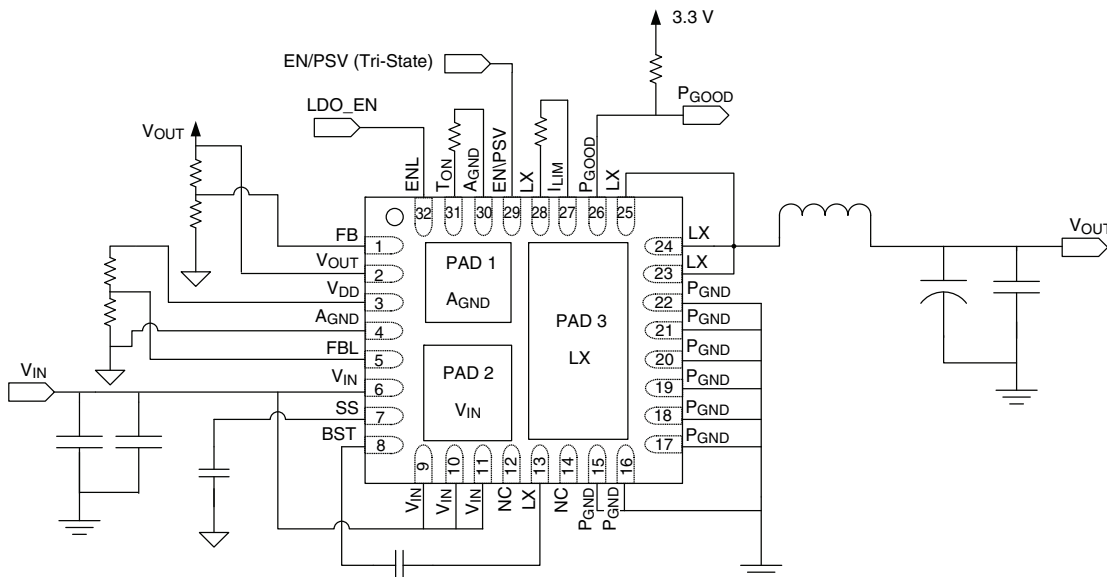 3.3 V
EN/PSV (Tri-State)
PGOOD
LDO_EN
VOUT
ENL
TON
AGND
EN\PSV
LX
ILIM
PGOOD
LX
32
31
30
29
28
27
26
25
FB
1
VOUT
2
VDD
3
AGND
4
FBL
5
VIN
VIN
6
SS
7
BST
8
PAD 1
AGND
PAD 2
VIN
PAD 3
LX
24
LX
23
LX
22
PGND
21
PGND
20
PGND
19
PGND
18
PGND
17
PGND
VOUT
9
10
11
12
13
14
15
16
VIN
VIN
VIN
NC
LX
NC
PGND
PGND